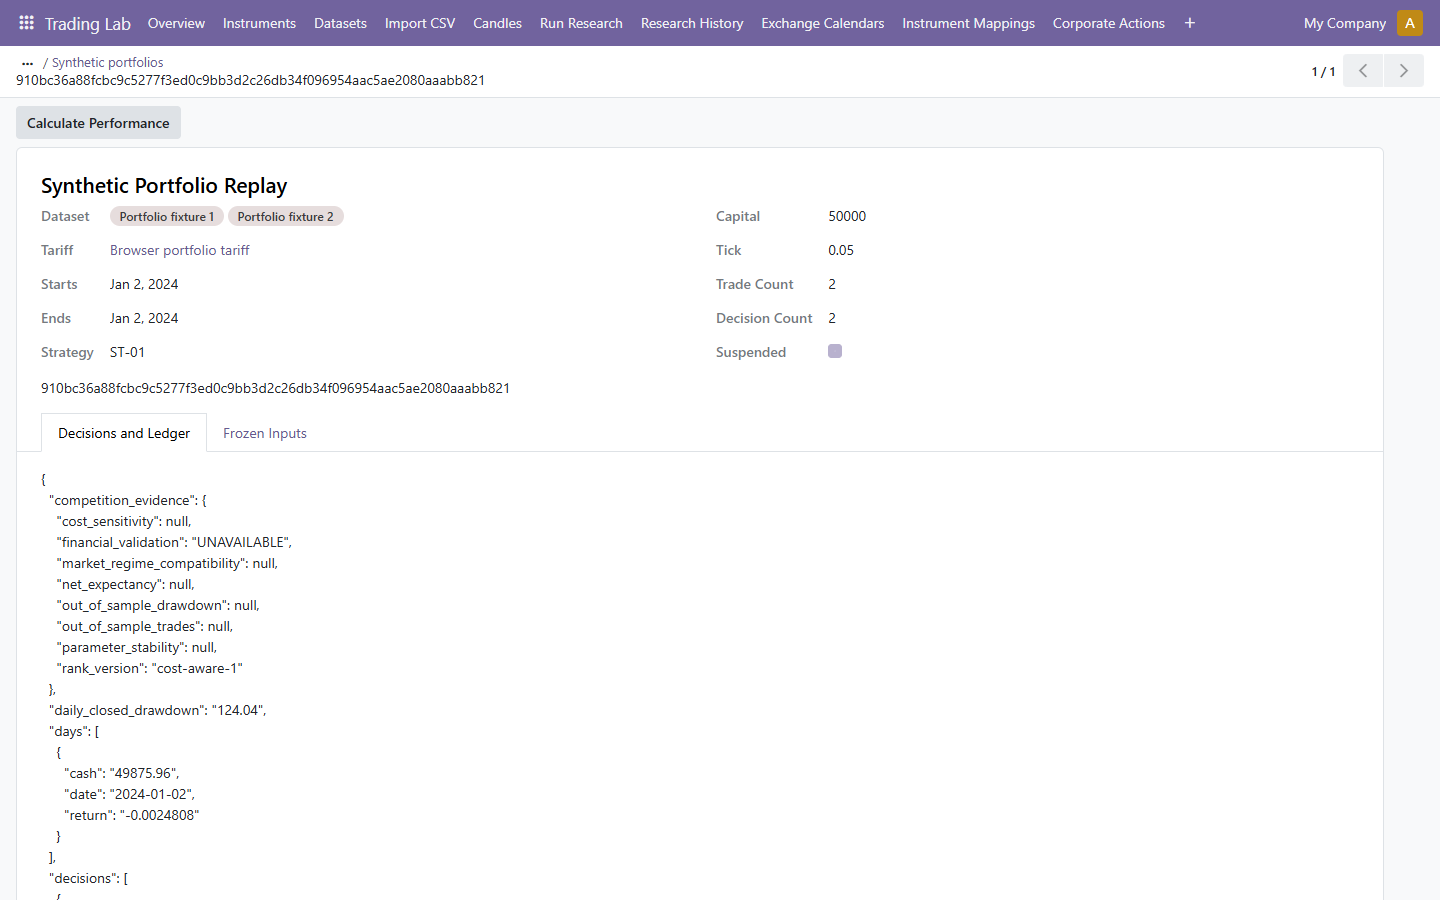 Trading Lab Overview Instruments Datasets Import CSV Candles Run Research Research History Exchange Calendars Instrument Mappings Corporate Actions + My Company A
... / Synthetic portfolios
910bc36a88fcbc9c5277f3ed0c9bb3d2c26db34f096954aac5ae2080aaabb821
1 / 1
Calculate Performance
Synthetic Portfolio Replay
Dataset Portfolio fixture 1 Portfolio fixture 2 Capital 50000
Tariff Browser portfolio tariff Tick 0.05
Starts Jan 2, 2024 Trade Count 2
Ends Jan 2, 2024 Decision Count 2
Strategy ST-01 Suspended
910bc36a88fcbc9c5277f3ed0c9bb3d2c26db34f096954aac5ae2080aaabb821
Decisions and Ledger Frozen Inputs
{
"competition_evidence": {
"cost_sensitivity": null,
"financial_validation": "UNAVAILABLE",
"market_regime_compatibility": null,
"net_expectancy": null,
"out_of_sample_drawdown": null,
"out_of_sample_trades": null,
"parameter_stability": null,
"rank_version": "cost-aware-1"
},
"daily_closed_drawdown": "124.04",
"days": [
{
"cash": "49875.96",
"date": "2024-01-02",
"return": "-0.0024808"
}
],
"decisions": [
{